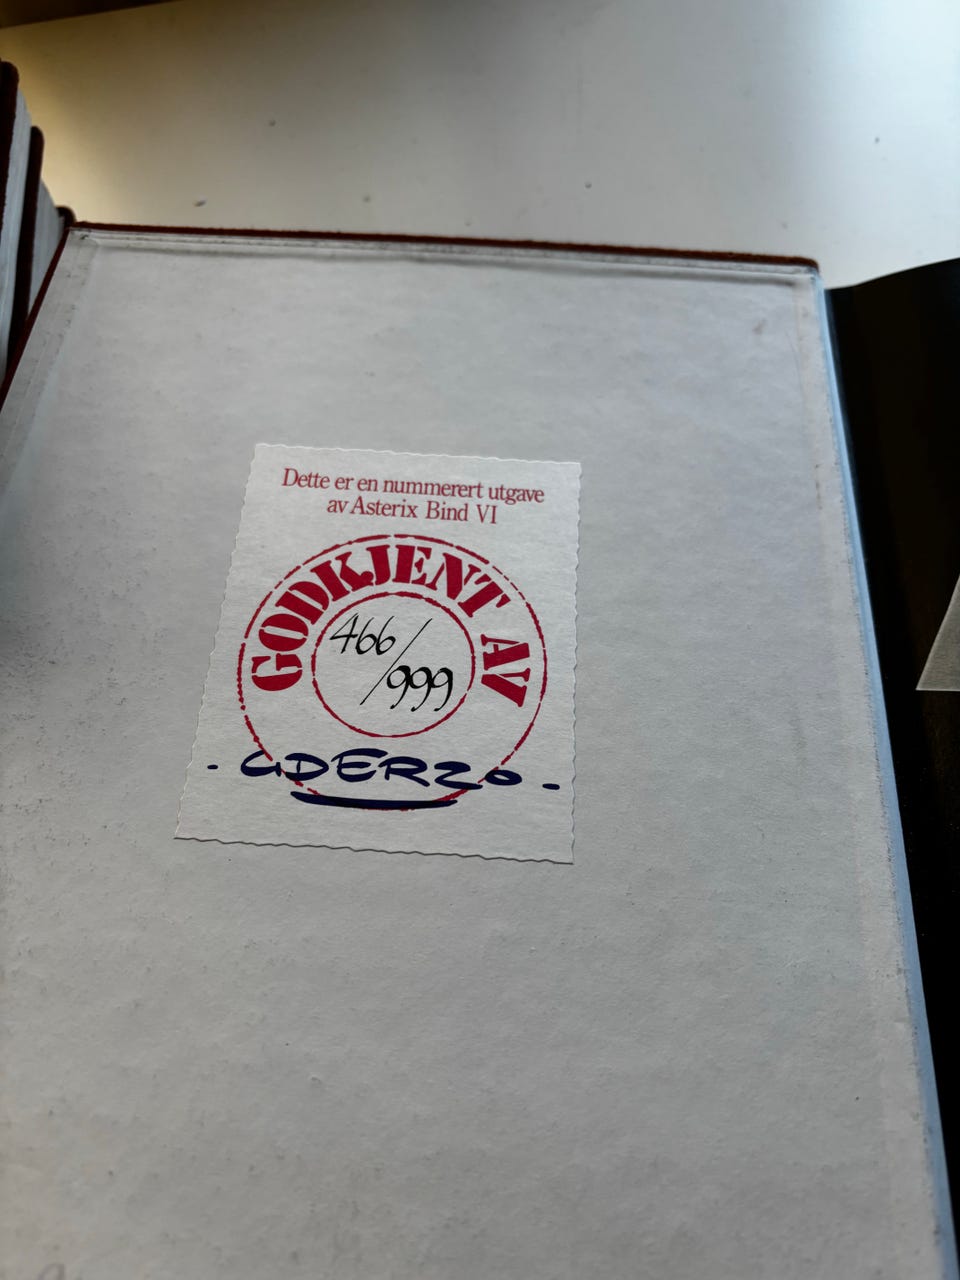 Dette er en nummerert utgave
av Asterix Bind VI
GODKJENT AV
466/
999
- UDERZO -